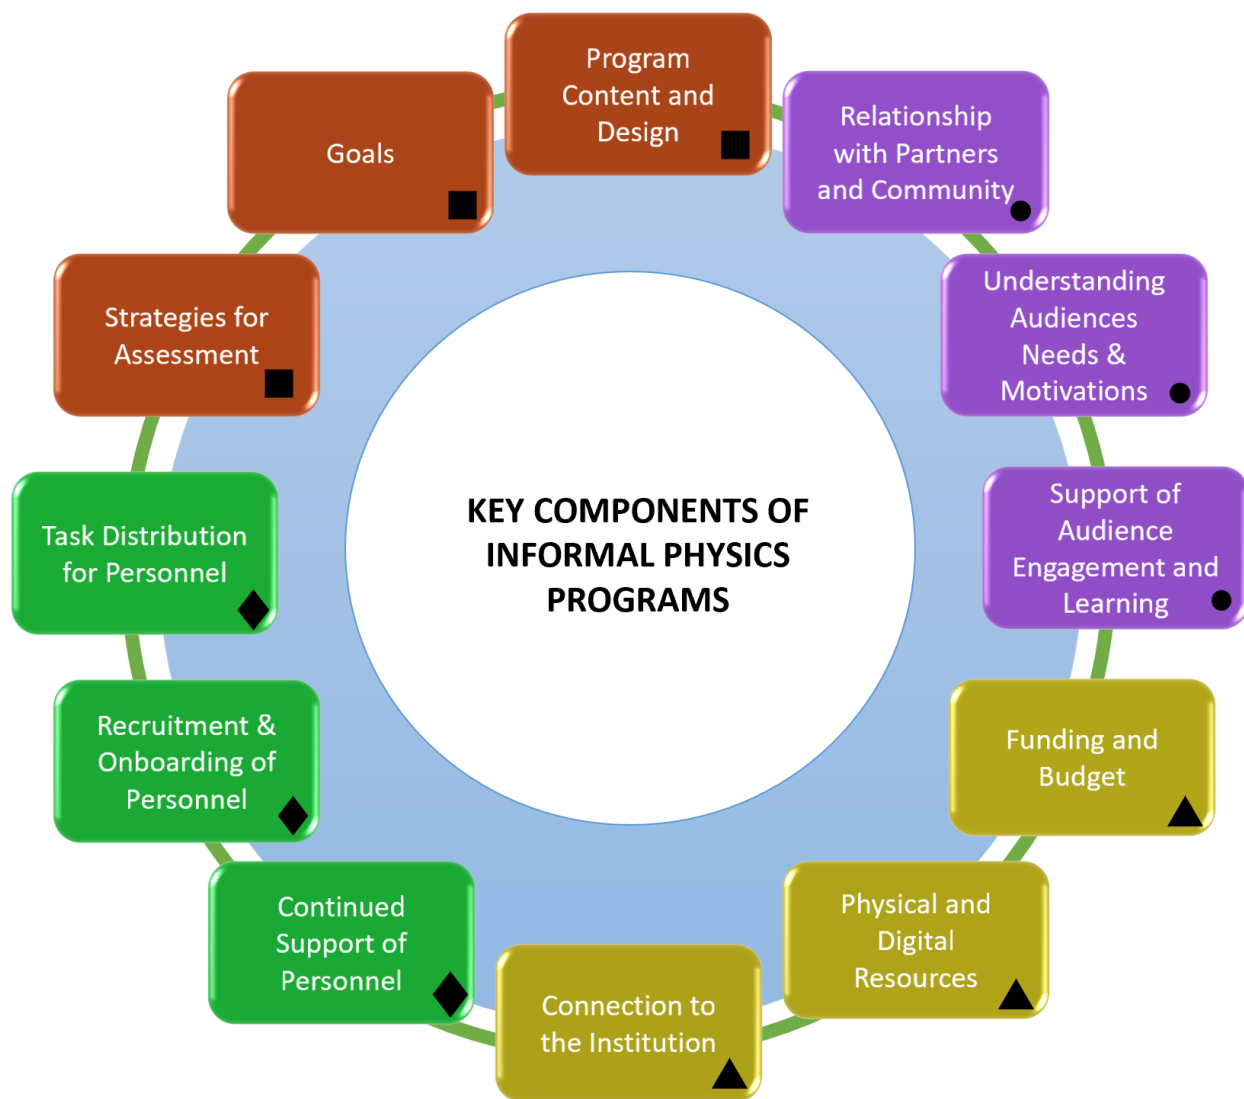 Program
Content and
Design
Relationship
with Partners
and Community
Understanding
Audiences
Needs &
Motivations
Support of
Audience
Engagement and
Learning
Funding and
Budget
Physical and
Digital
Resources
Connection to
the Institution
Continued
Support of
Personnel
Recruitment &
Onboarding of
Personnel
Task Distribution
for Personnel
Strategies for
Assessment
Goals
KEY COMPONENTS OF
INFORMAL PHYSICS
PROGRAMS